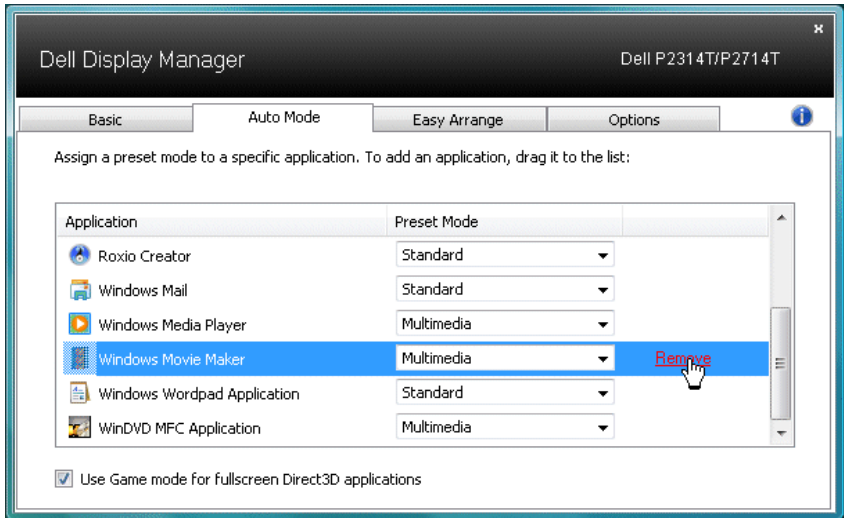 x
Dell Display Manager Dell P2314T/P2714T
Basic Auto Mode Easy Arrange Options
Assign a preset mode to a specific application. To add an application, drag it to the list:
Application Preset Mode
Roxio Creator Standard
Windows Mail Standard
Windows Media Player Multimedia
Windows Movie Maker Multimedia Remove
Windows Wordpad Application Standard
WinDVD MFC Application Multimedia
Use Game mode for fullscreen Direct3D applications